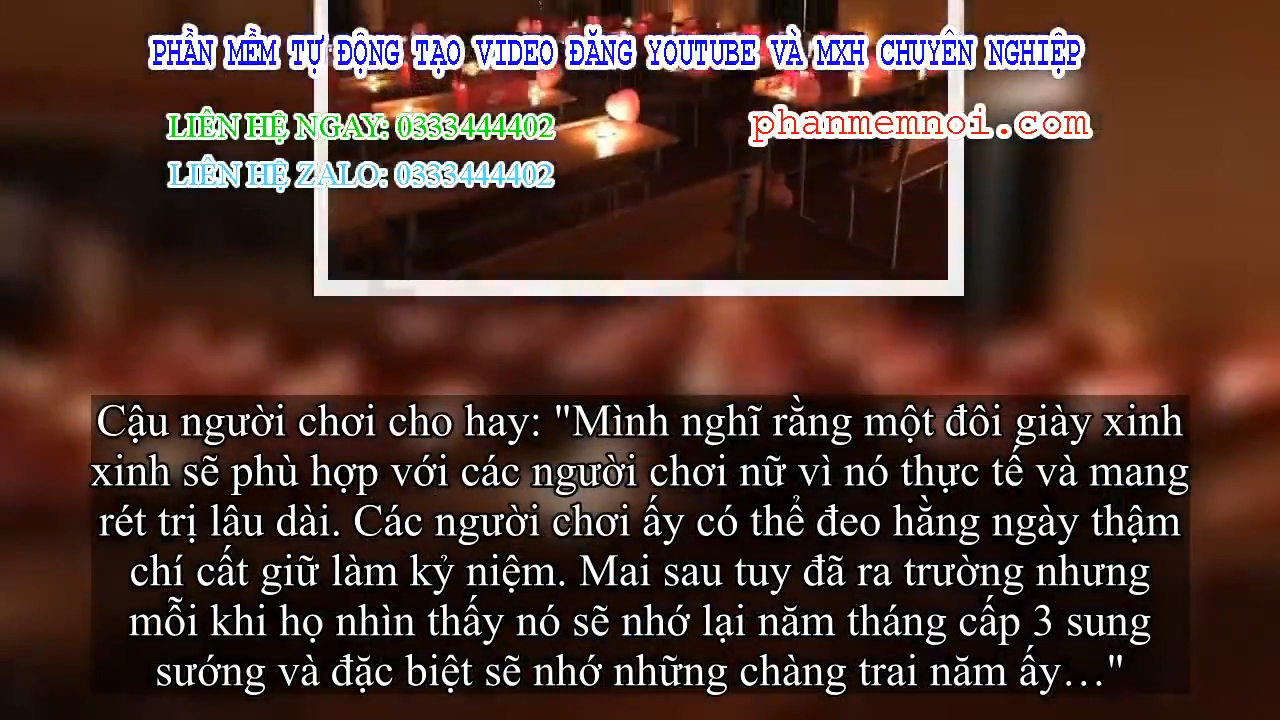 PHẦN MỀM TỰ ĐỘNG TẠO VIDEO ĐĂNG YOUTUBE VÀ MXH CHUYÊN NGHIỆP
LIÊN HỆ NGAY: 0333444402
phanmemnoi.com
LIÊN HỆ ZALO: 0333444402
Cậu người chơi cho hay: "Mình nghĩ rằng một đôi giày xinh
xinh sẽ phù hợp với các người chơi nữ vì nó thực tế và mang
rét trị lâu dài. Các người chơi ấy có thể đeo hằng ngày thậm
chí cất giữ làm kỷ niệm. Mai sau tuy đã ra trường nhưng
mỗi khi họ nhìn thấy nó sẽ nhớ lại năm tháng cấp 3 sung
sướng và đặc biệt sẽ nhớ những chàng trai năm ấy…"